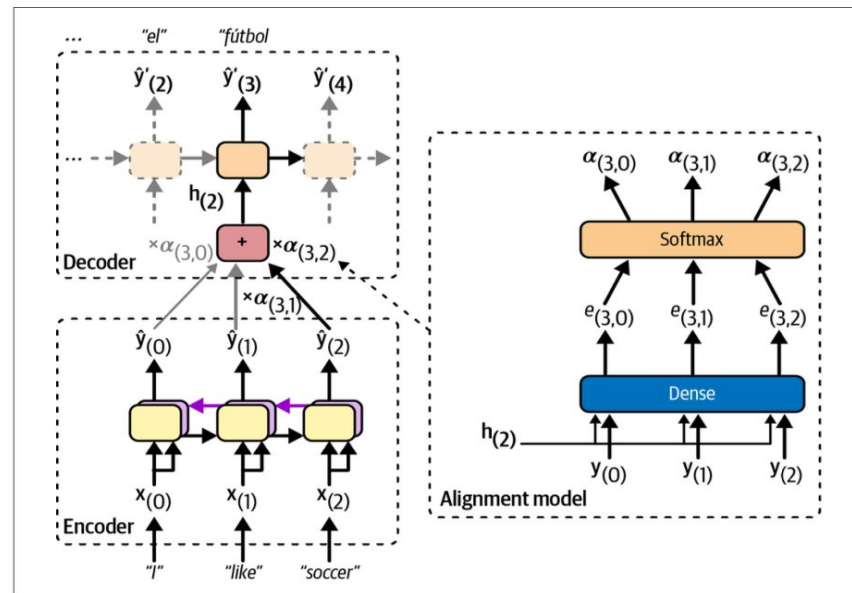 ... "el" "fútbol
ŷ'(2) ŷ'(3) ŷ'(4)
...
h(2)
×α(3,0) + ×α(3,2)
Decoder
×α(3,1)
ŷ(0) ŷ(1) ŷ(2)
x(0) x(1) x(2)
Encoder
"I" "like" "soccer"
α(3,0) α(3,1) α(3,2)
Softmax
e(3,0) e(3,1) e(3,2)
Dense
h(2)
y(0) y(1) y(2)
Alignment model